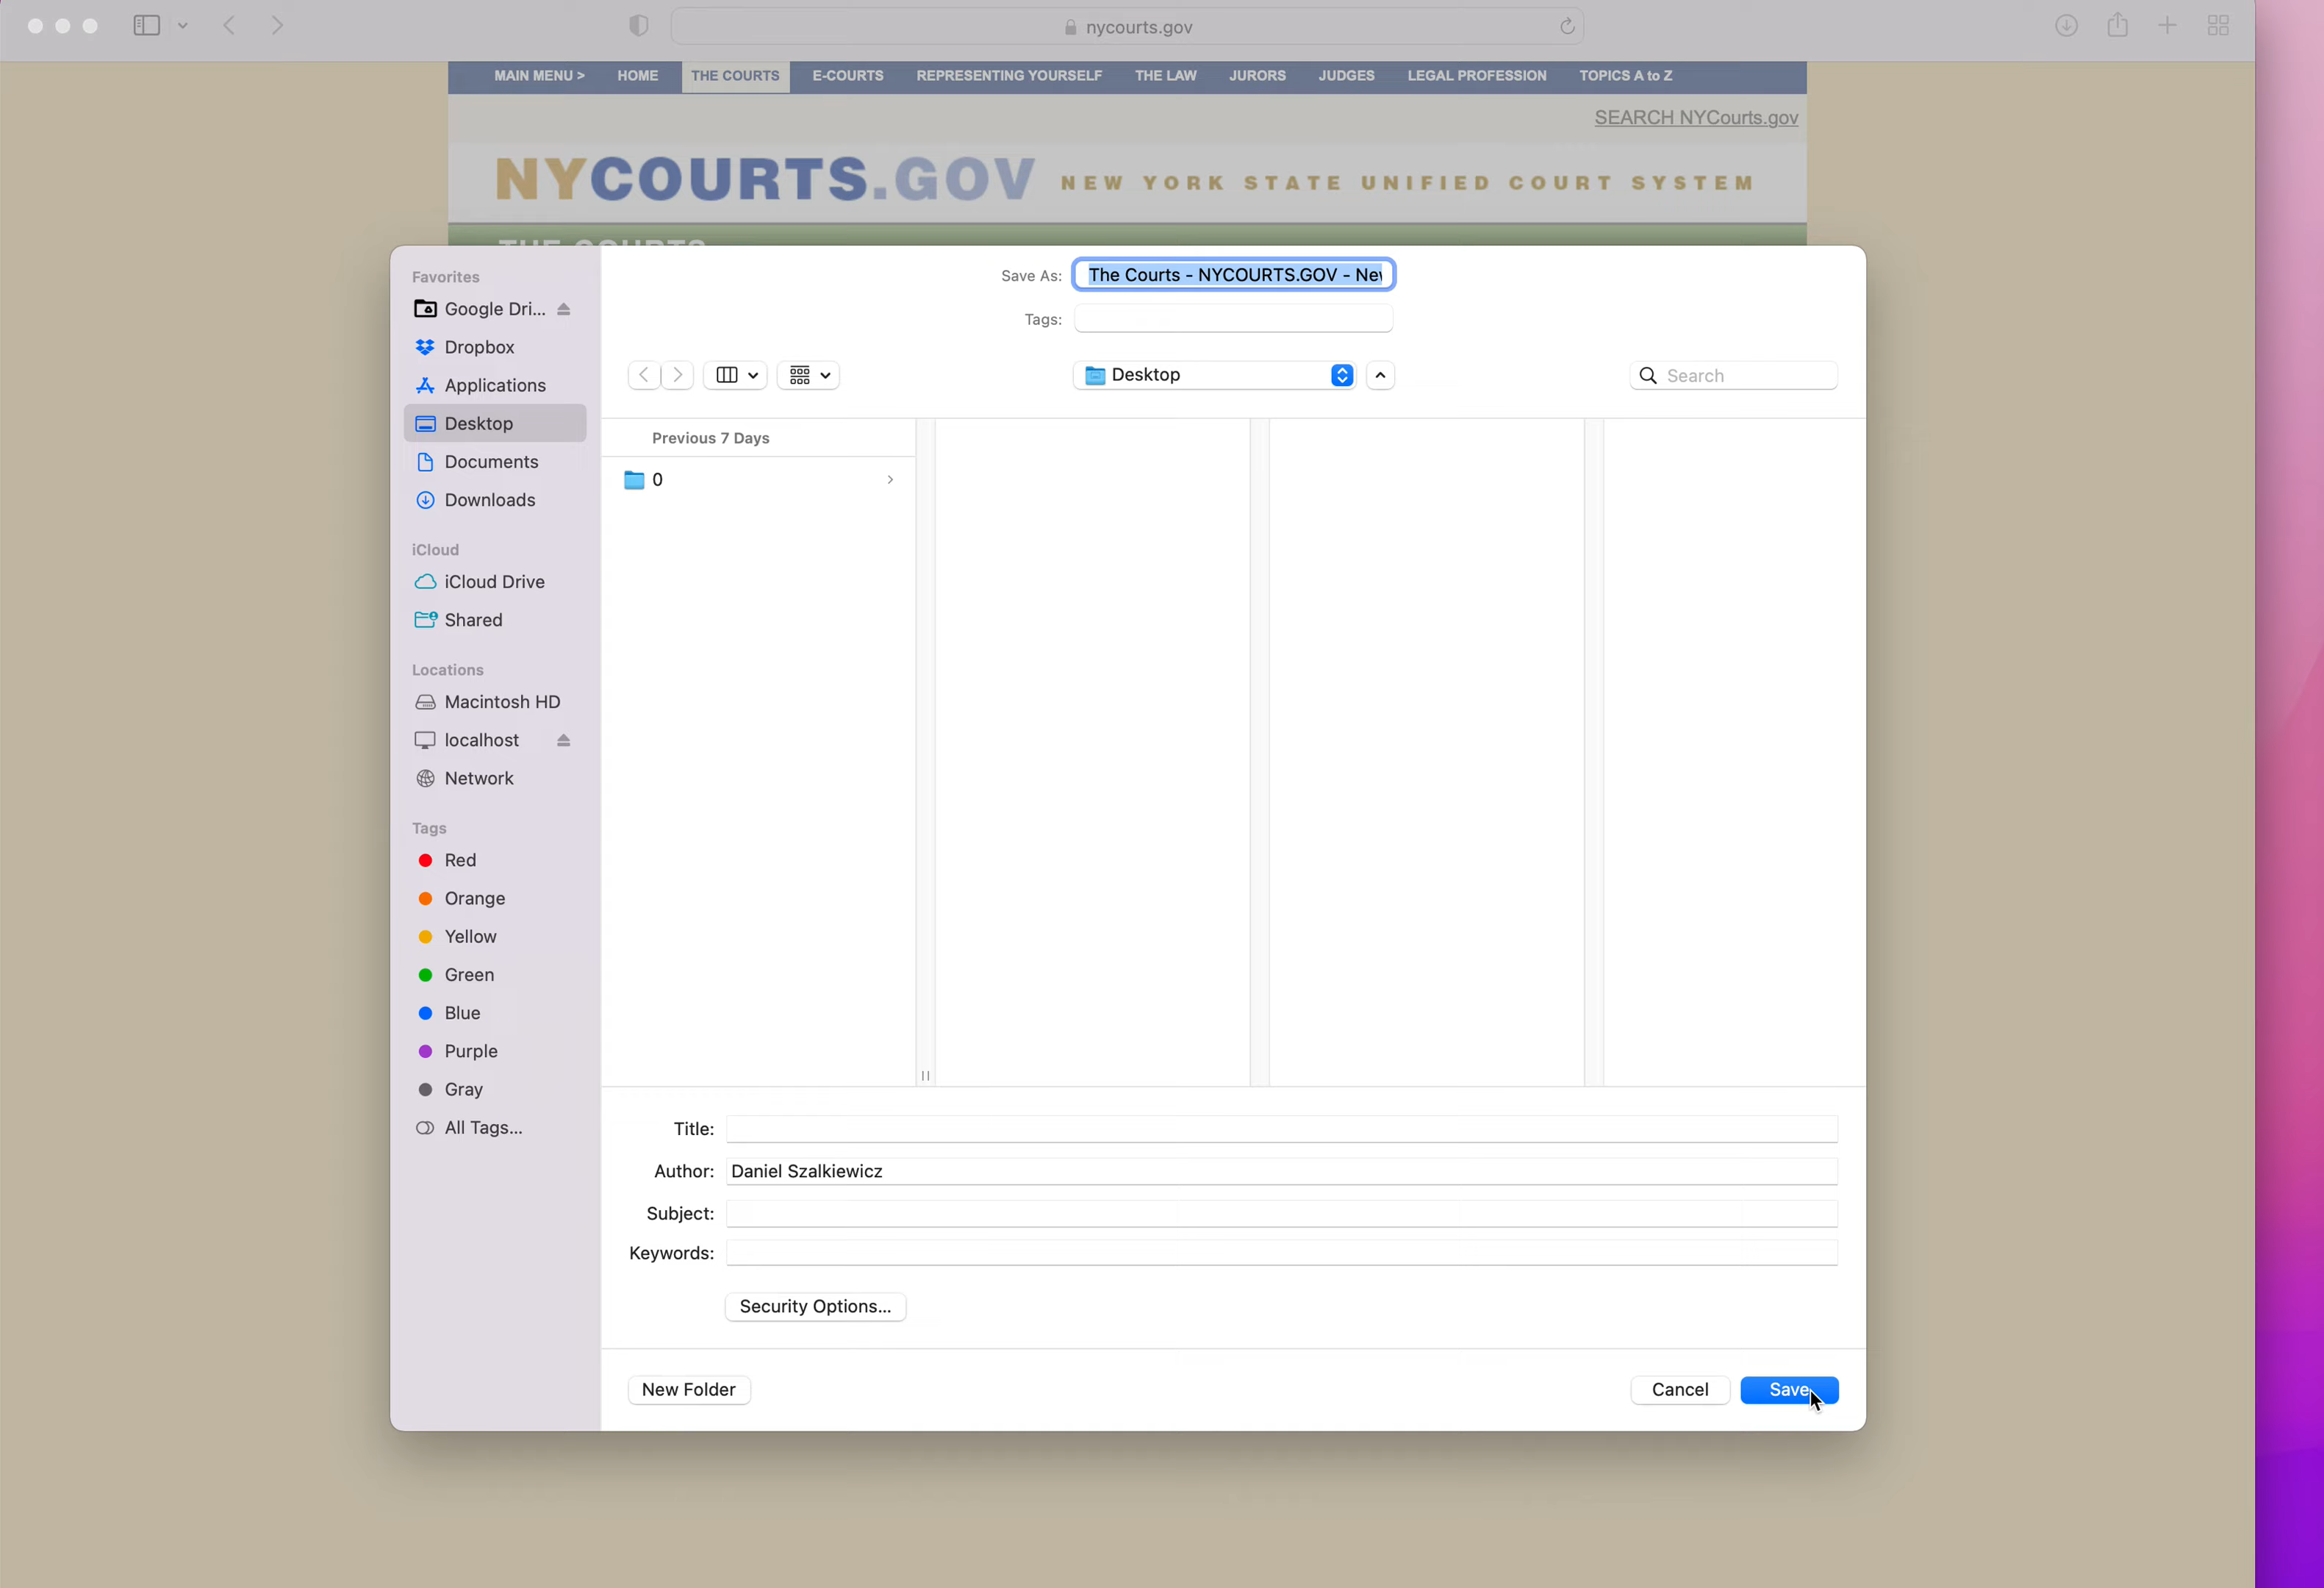 nycourts.gov
MAIN MENU > HOME THE COURTS E-COURTS REPRESENTING YOURSELF THE LAW JURORS JUDGES LEGAL PROFESSION TOPICS A to Z
SEARCH NYCourts.gov
NYCOURTS.GOV NEW YORK STATE UNIFIED COURT SYSTEM
THE COURTS
Favorites
Google Dri...
Dropbox
Applications
Desktop
Documents
Downloads
iCloud
iCloud Drive
Shared
Locations
Macintosh HD
localhost
Network
Tags
Red
Orange
Yellow
Green
Blue
Purple
Gray
All Tags...
Save As: The Courts - NYCOURTS.GOV - Nev
Tags:
Desktop
Search
Previous 7 Days
0
Title:
Author: Daniel Szalkiewicz
Subject:
Keywords:
Security Options...
New Folder Cancel Save